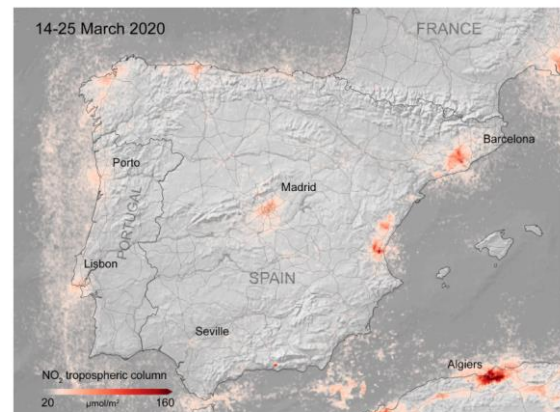 14-25 March 2020
FRANCE
Barcelona
Porto
Madrid
PORTUGAL
Lisbon
SPAIN
Seville
Algiers
NO₂ tropospheric column
20 μmol/m² 160